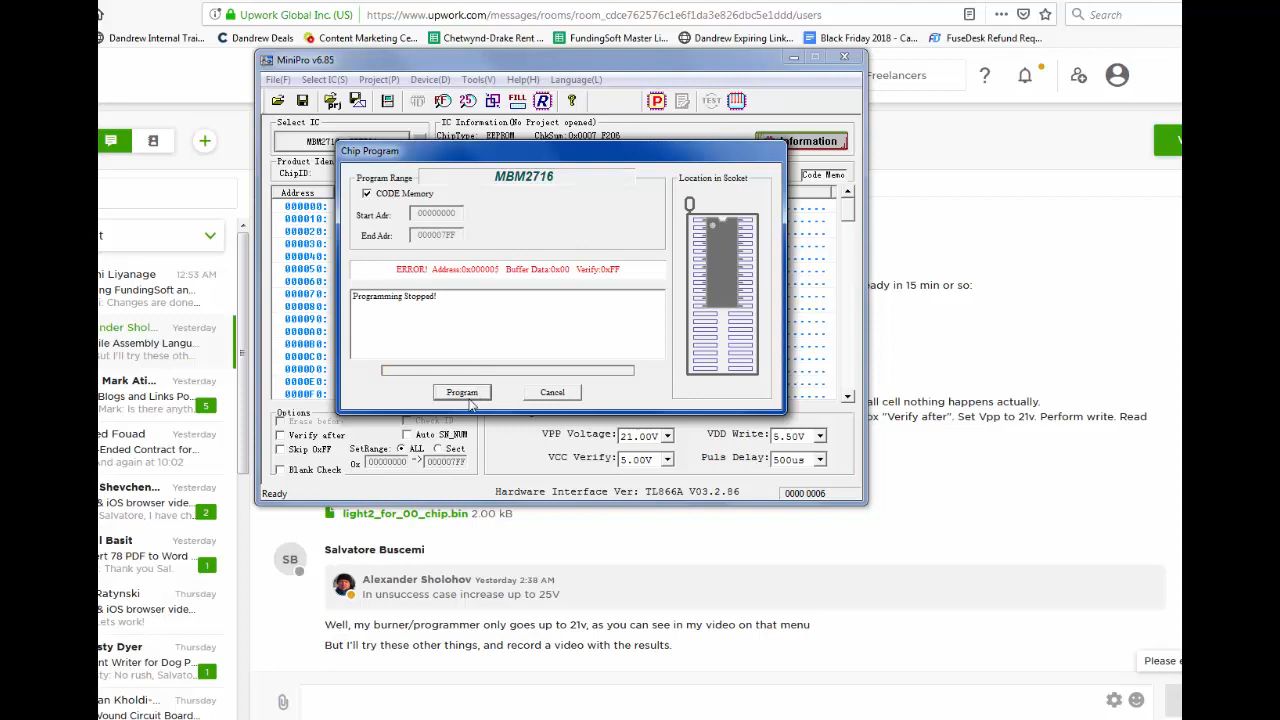 Upwork Global Inc. (US) https://www.upwork.com/messages/rooms/room_cdce762576c1e6f1da3e826dbc5e1ddd/users Search
Dandrew Internal Trai... Dandrew Deals Content Marketing Ce... Chetwynd-Drake Rent ... FundingSoft Master Li... Dandrew Expiring Link... Black Friday 2018 - Ca... FuseDesk Refund Req...
MiniPro v6.85
File(F) Select IC(S) Project(P) Device(D) Tools(V) Help(H) Language(L)
Freelancers
Select IC
IC Information(No Project opened)
ChipType: EEPROM ChkSum: 0x0007 F206
Information
Product Iden
ChipID:
Code Memo
Address
000000:
000010:
000020:
000030:
000040:
000050:
000060:
000070:
000080:
000090:
0000A0:
0000B0:
0000C0:
0000D0:
0000E0:
0000F0:
Chip Program
Program Range
MBM2716
Location in Scoket
CODE Memory
Start Adr: 00000000
End Adr: 000007FF
ERROR! Address:0x000005 Buffer Data:0x00 Verify:0xFF
Programming Stopped!
Program
Cancel
Options
Erase before
Check ID
Verify after
Auto SN_NUM
Skip 0xFF
SetRange: ALL Sect
Blank Check
0x 00000000 -> 000007FF
VPP Voltage: 21.00V
VDD Write: 5.50V
VCC Verify: 5.00V
Puls Delay: 500us
Ready
Hardware Interface Ver: TL866A V03.2.86
0000 0006
t
ni Liyanage 12:53 AM
ng FundingSoft an
ni: Changes are done...
nder Shol... Yesterday
ile Assembly Langu...
But I'll try these oth...
Mark Ati... Yesterday
Blogs and Links Po
Mark: Is there anyth...
5
ed Fouad Yesterday
-Ended Contract for...
And again at 10:02
Shevchen... Yesterday
& iOS browser vide...
Salvatore, I have ch
2
l Basit Yesterday
ert 78 PDF to Word ...
Thank you Sal.
1
Ratynski Thursday
& iOS browser vide...
Lets work!
sty Dyer Thursday
nt Writer for Dog P...
ty: No rush, Salvato...
1
an Kholdi- Thursday
Wound Circuit Board...
eady in 15 min or so:
all cell nothing happens actually.
ox "Verify after". Set Vpp to 21v. Perform write. Read
light2_for_00_chip.bin 2.00 kB
SB
Salvatore Buscemi
Alexander Sholohov Yesterday 2:38 AM
In unsuccess case increase up to 25V
Well, my burner/programmer only goes up to 21v, as you can see in my video on that menu
But I'll try these other things, and record a video with the results.
Please e